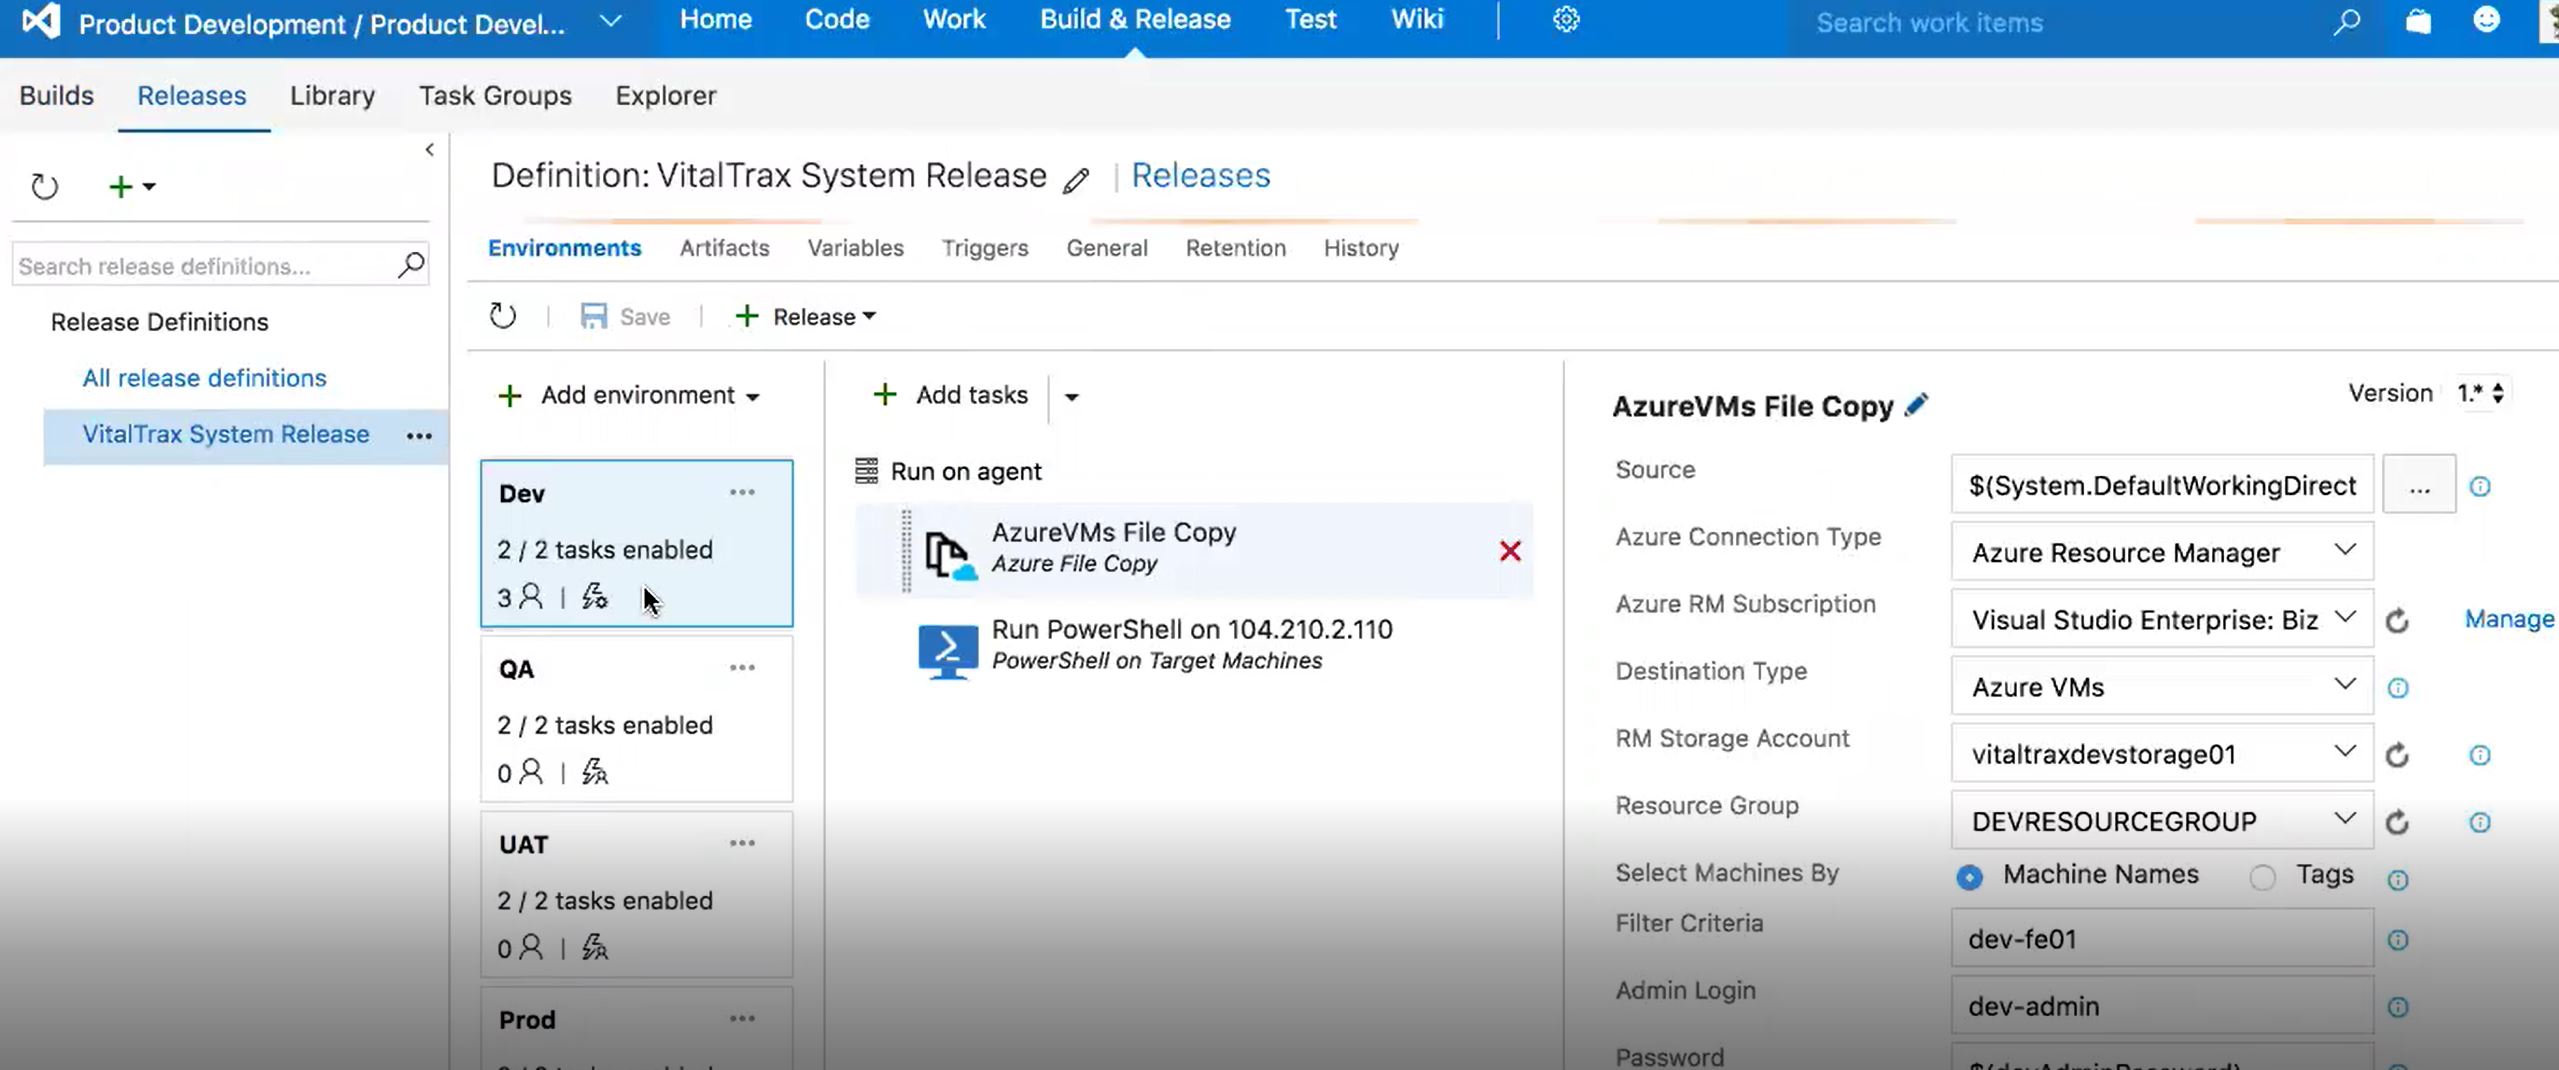 Product Development / Product Devel...
Home Code Work Build & Release Test Wiki
Search work items
Builds Releases Library Task Groups Explorer
Definition: VitalTrax System Release | Releases
Search release definitions...
Environments Artifacts Variables Triggers General Retention History
Release Definitions
Save
+ Release
All release definitions
VitalTrax System Release ...
+ Add environment
Dev ...
2 / 2 tasks enabled
3 |
QA ...
2 / 2 tasks enabled
0 |
UAT ...
2 / 2 tasks enabled
0 |
Prod ...
+ Add tasks
Run on agent
AzureVMs File Copy
Azure File Copy
Run PowerShell on 104.210.2.110
PowerShell on Target Machines
AzureVMs File Copy
Version 1.*
Source $(System.DefaultWorkingDirect ...
Azure Connection Type Azure Resource Manager
Azure RM Subscription Visual Studio Enterprise: Biz Manage
Destination Type Azure VMs
RM Storage Account vitaltraxdevstorage01
Resource Group DEVRESOURCEGROUP
Select Machines By Machine Names Tags
Filter Criteria dev-fe01
Admin Login dev-admin
Password